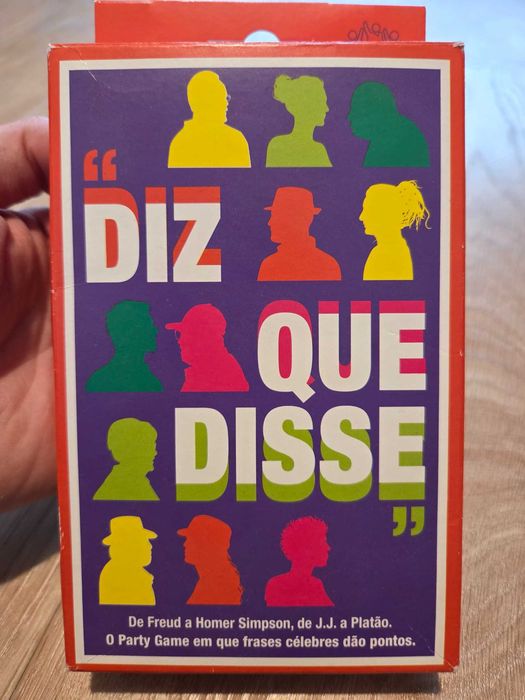 “DIZ
QUE
DISSE”
De Freud a Homer Simpson, de J.J. a Platão.
O Party Game em que frases célebres dão pontos.